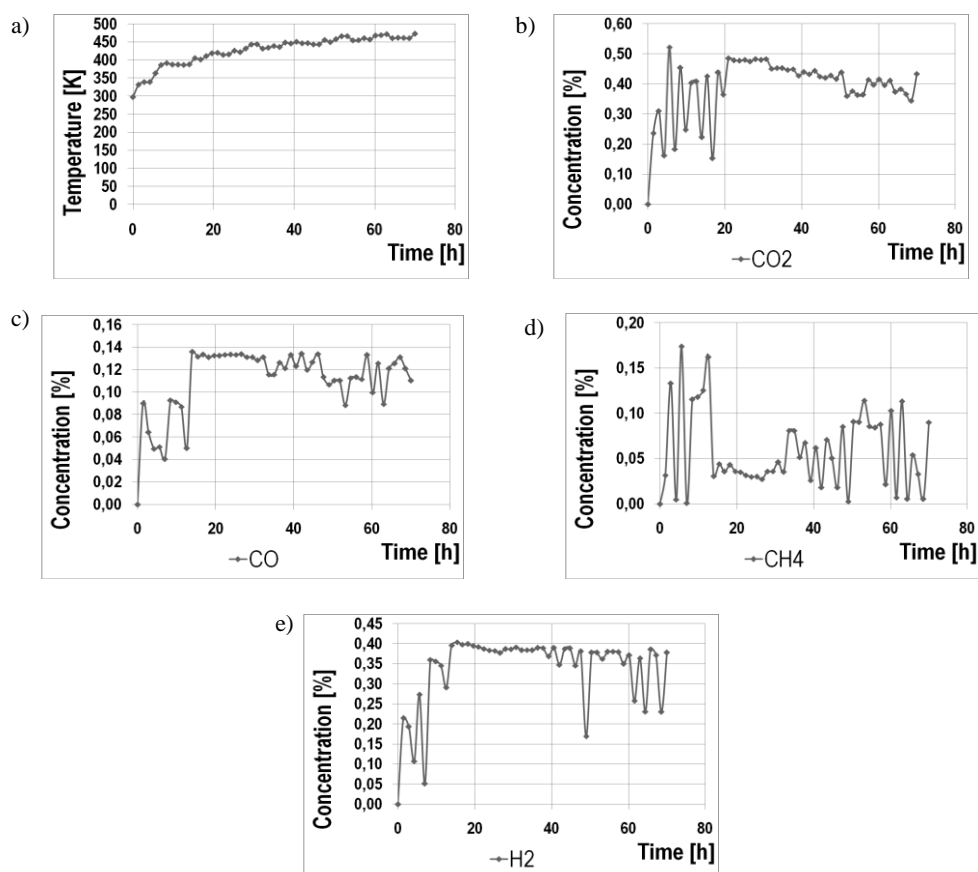 a)
Temperature [K]
500
450
400
350
300
250
200
150
100
50
0
0 20 40 60 80
Time [h]
b)
Concentration [%]
0,60
0,50
0,40
0,30
0,20
0,10
0,00
0 20 40 60 80
Time [h]
CO2
c)
Concentration [%]
0,16
0,14
0,12
0,10
0,08
0,06
0,04
0,02
0,00
0 20 40 60 80
Time [h]
CO
d)
Concentration [%]
0,20
0,15
0,10
0,05
0,00
0 20 40 60 80
Time [h]
CH4
e)
Concentration [%]
0,45
0,40
0,35
0,30
0,25
0,20
0,15
0,10
0,05
0,00
0 20 40 60 80
Time [h]
H2